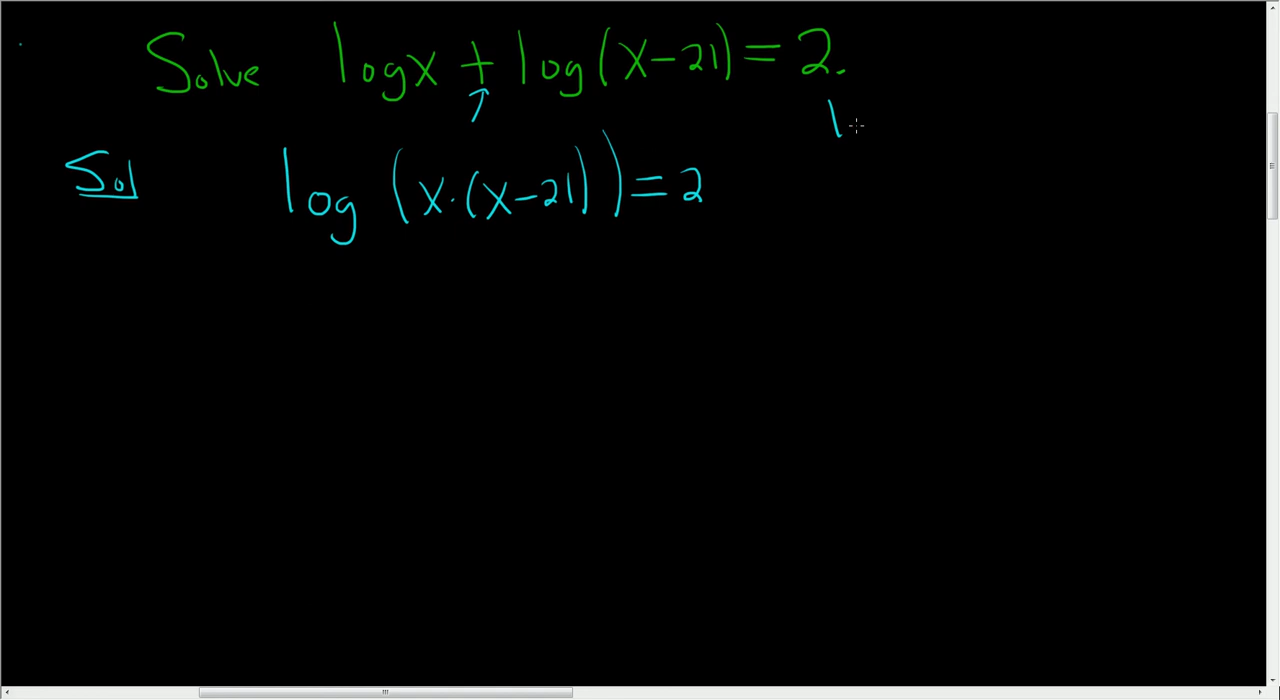 Solve log x + log (x - 21) = 2.
Sol log (x · (x - 21)) = 2